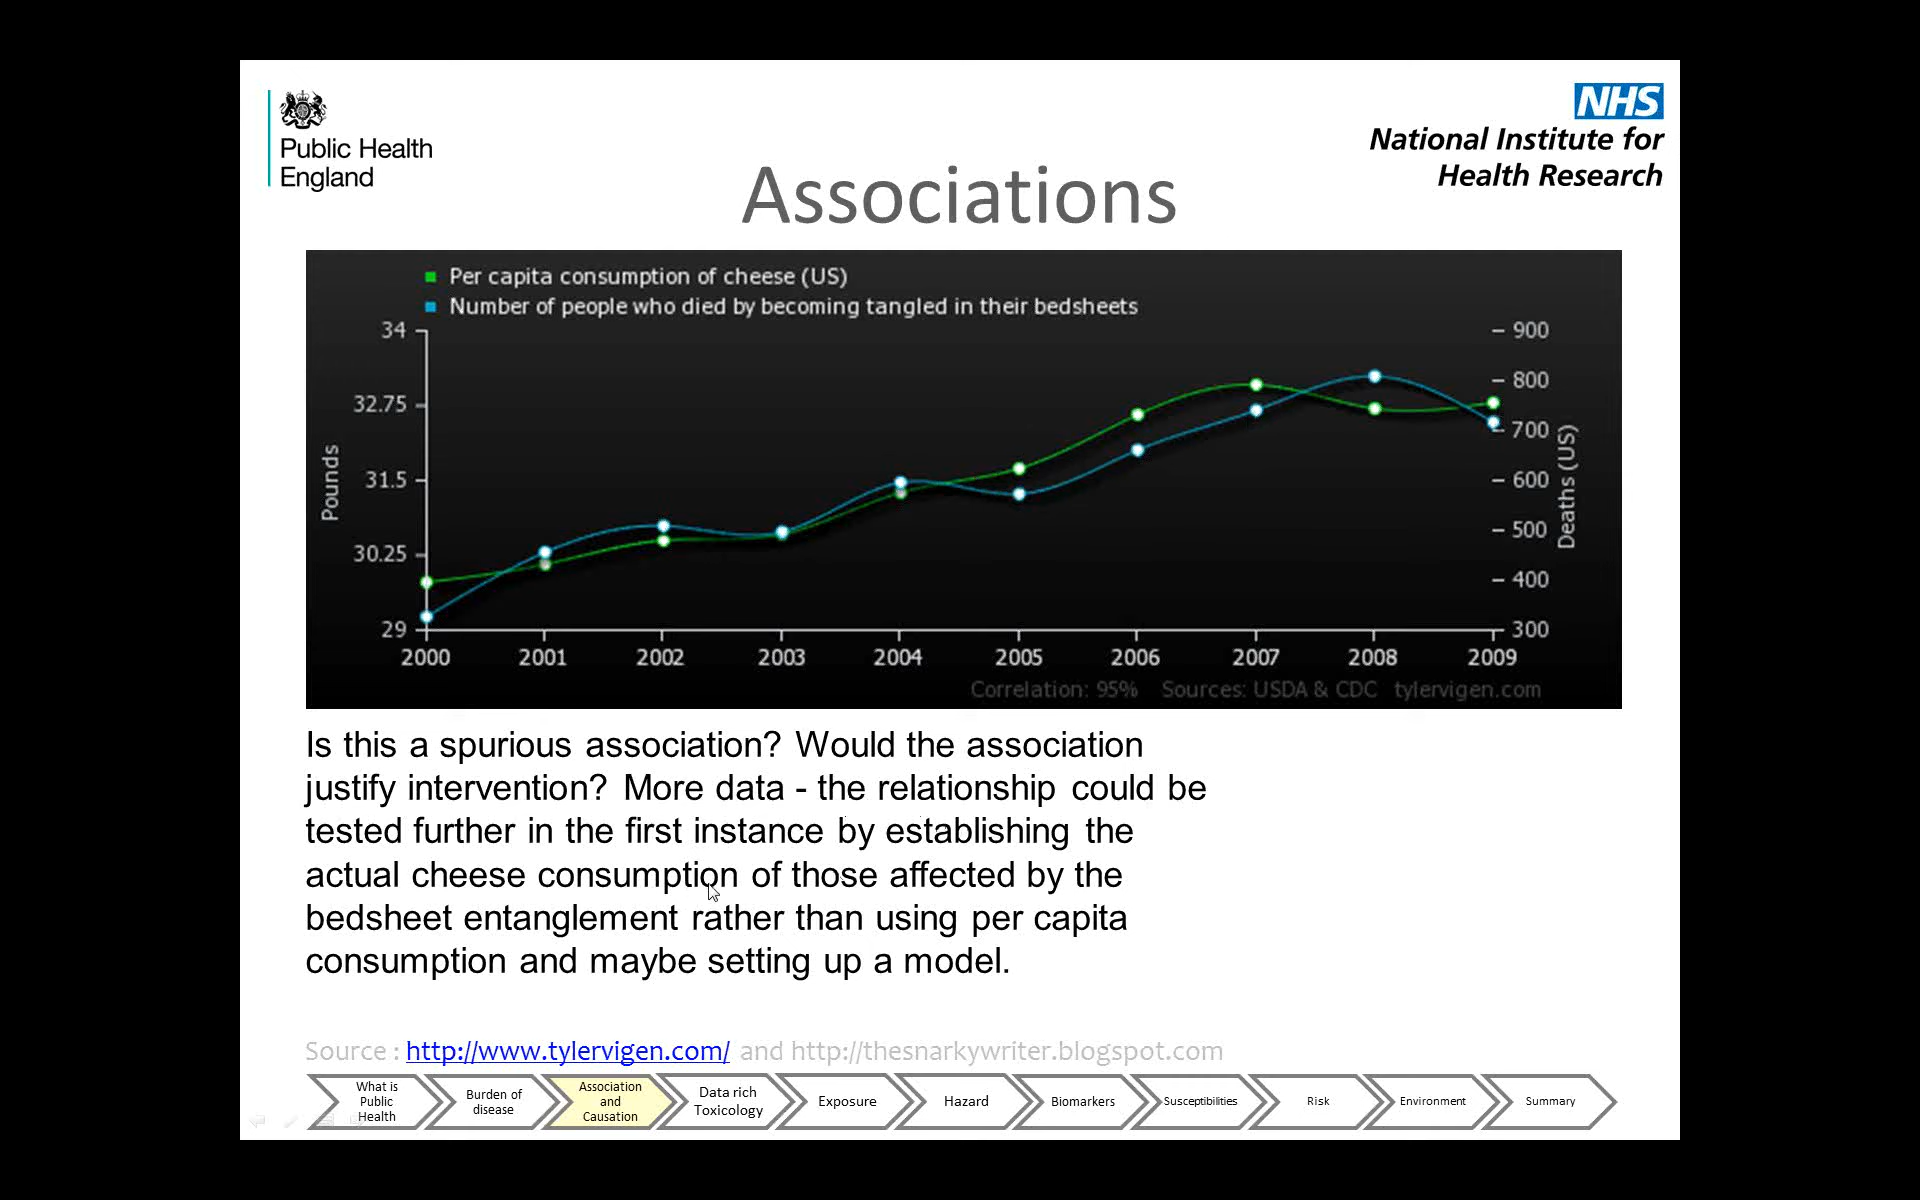 Public Health
England
NHS
National Institute for
Health Research
Associations
Per capita consumption of cheese (US)
Number of people who died by becoming tangled in their bedsheets
34
32.75
31.5
30.25
29
Pounds
900
800
700
600
500
400
300
Deaths (US)
2000 2001 2002 2003 2004 2005 2006 2007 2008 2009
Correlation: 95% Sources: USDA & CDC tylervigen.com
Is this a spurious association? Would the association
justify intervention? More data - the relationship could be
tested further in the first instance by establishing the
actual cheese consumption of those affected by the
bedsheet entanglement rather than using per capita
consumption and maybe setting up a model.
Source : http://www.tylervigen.com/ and http://thesnarkywriter.blogspot.com
What is
Public
Health
Burden of
disease
Association
and
Causation
Data rich
Toxicology
Exposure
Hazard
Biomarkers
Susceptibilities
Risk
Environment
Summary